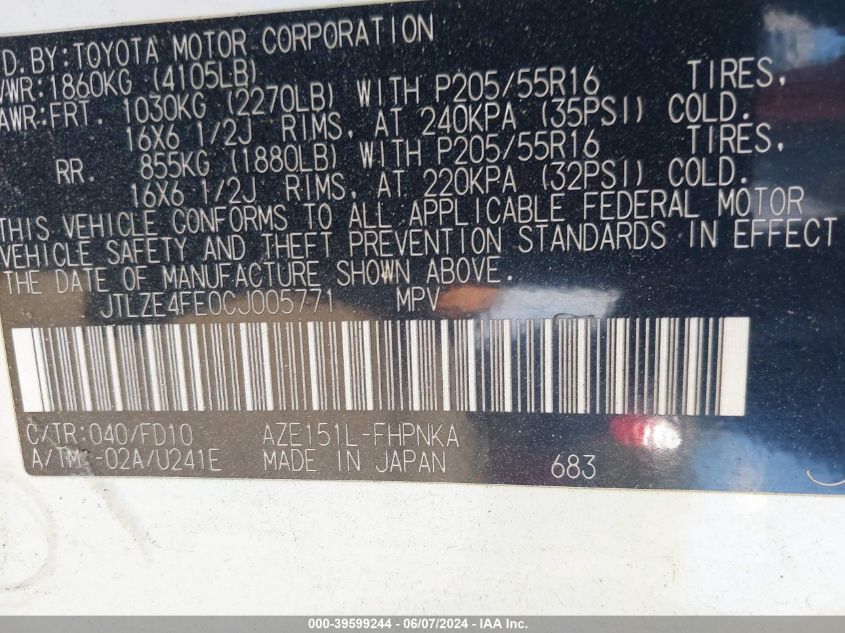 D. BY: TOYOTA MOTOR CORPORATION
VWR: 1860KG (4105LB)
AWR: FRT. 1030KG (2270LB) WITH P205/55R16 TIRES,
16X6 1/2J RIMS, AT 240KPA (35PSI) COLD.
RR. 855KG (1880LB) WITH P205/55R16 TIRES,
16X6 1/2J RIMS, AT 220KPA (32PSI) COLD.
THIS VEHICLE CONFORMS TO ALL APPLICABLE FEDERAL MOTOR
VEHICLE SAFETY AND THEFT PREVENTION STANDARDS IN EFFECT
THE DATE OF MANUFACTURE SHOWN ABOVE.
JTLZE4FE0CJ005771 MPV
C/TR: 040/FD10 AZE151L-FHPNKA
A/TM: -02A/U241E MADE IN JAPAN 683
000-39599244 - 06/07/2024 - IAA Inc.